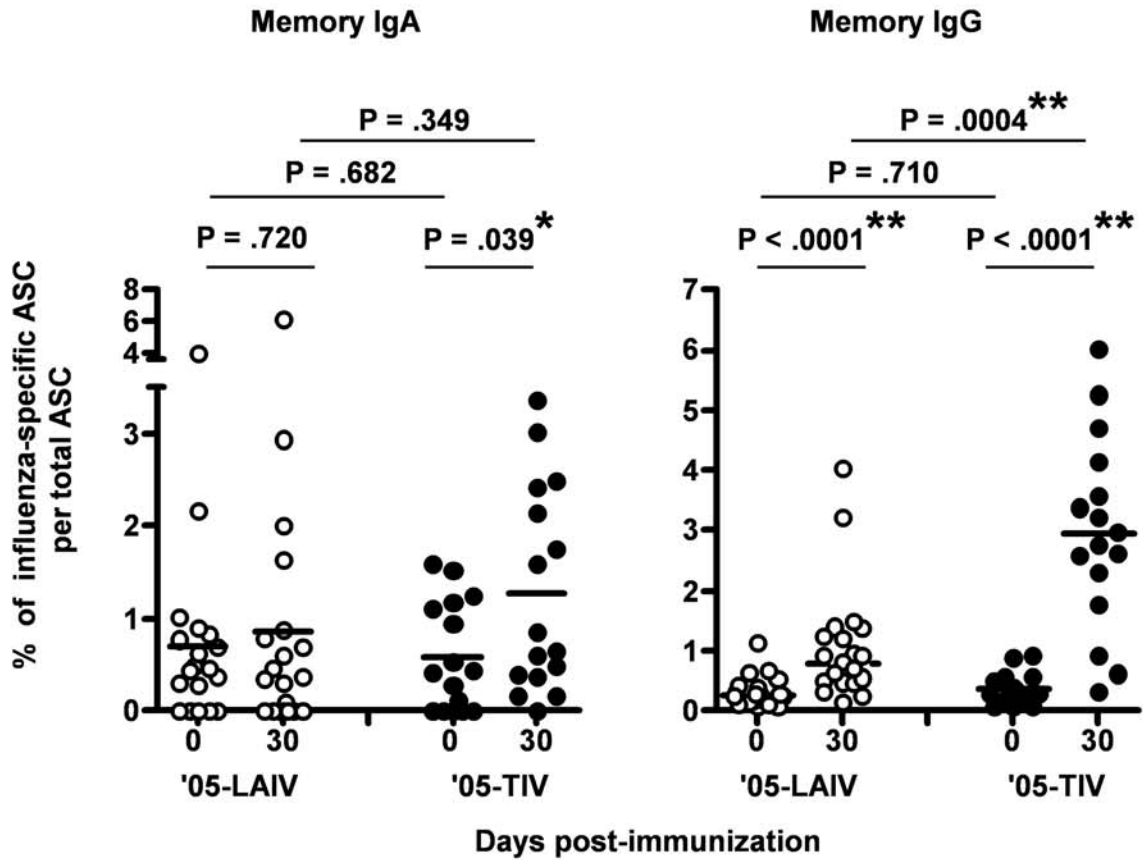 Memory IgA
Memory IgG
P = .349
P = .0004**
P = .682
P = .710
P = .720
P = .039*
P < .0001**
P < .0001**
% of influenza-specific ASC
per total ASC
8
6
4
3
2
1
0
7
6
5
4
3
2
1
0
0
30
0
30
0
30
0
30
'05-LAIV
'05-TIV
'05-LAIV
'05-TIV
Days post-immunization